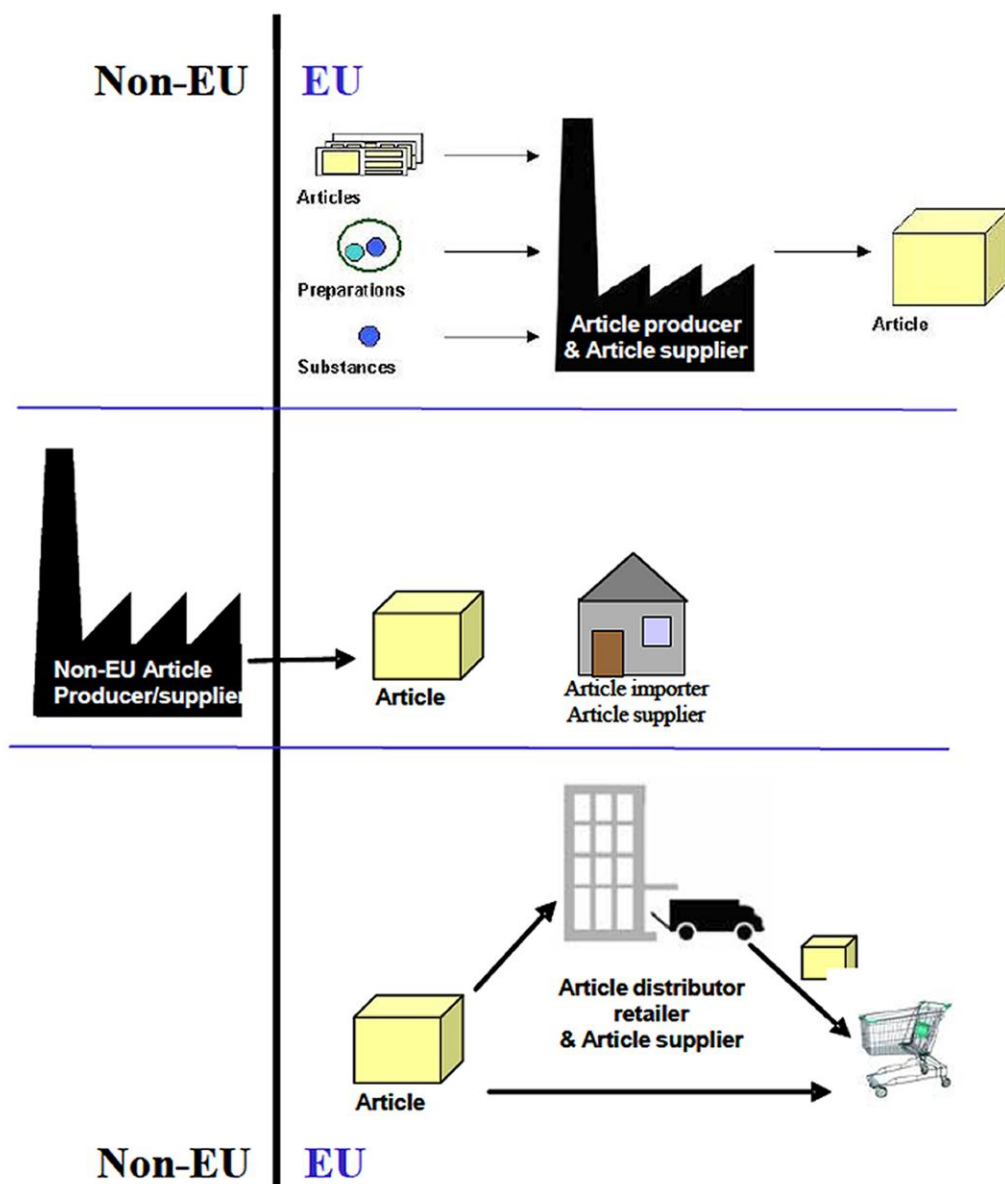 Non-EU EU
Articles
Preparations
Substances
Article producer
& Article supplier
Article
Non-EU Article
Producer/supplier
Article
Article importer
Article supplier
Article distributor
retailer
& Article supplier
Article
Non-EU EU